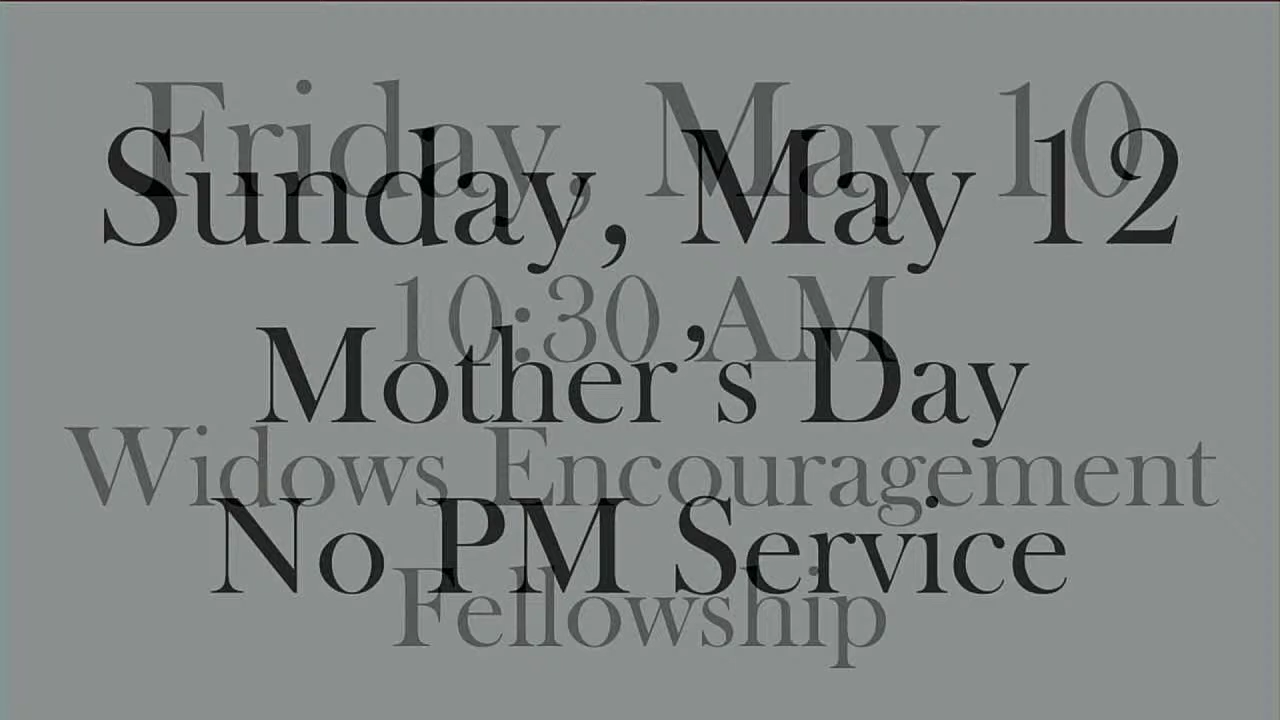 Friday, May 10
Sunday, May 12
10:30 AM
Mother’s Day
Widows Encouragement
No PM Service
Fellowship